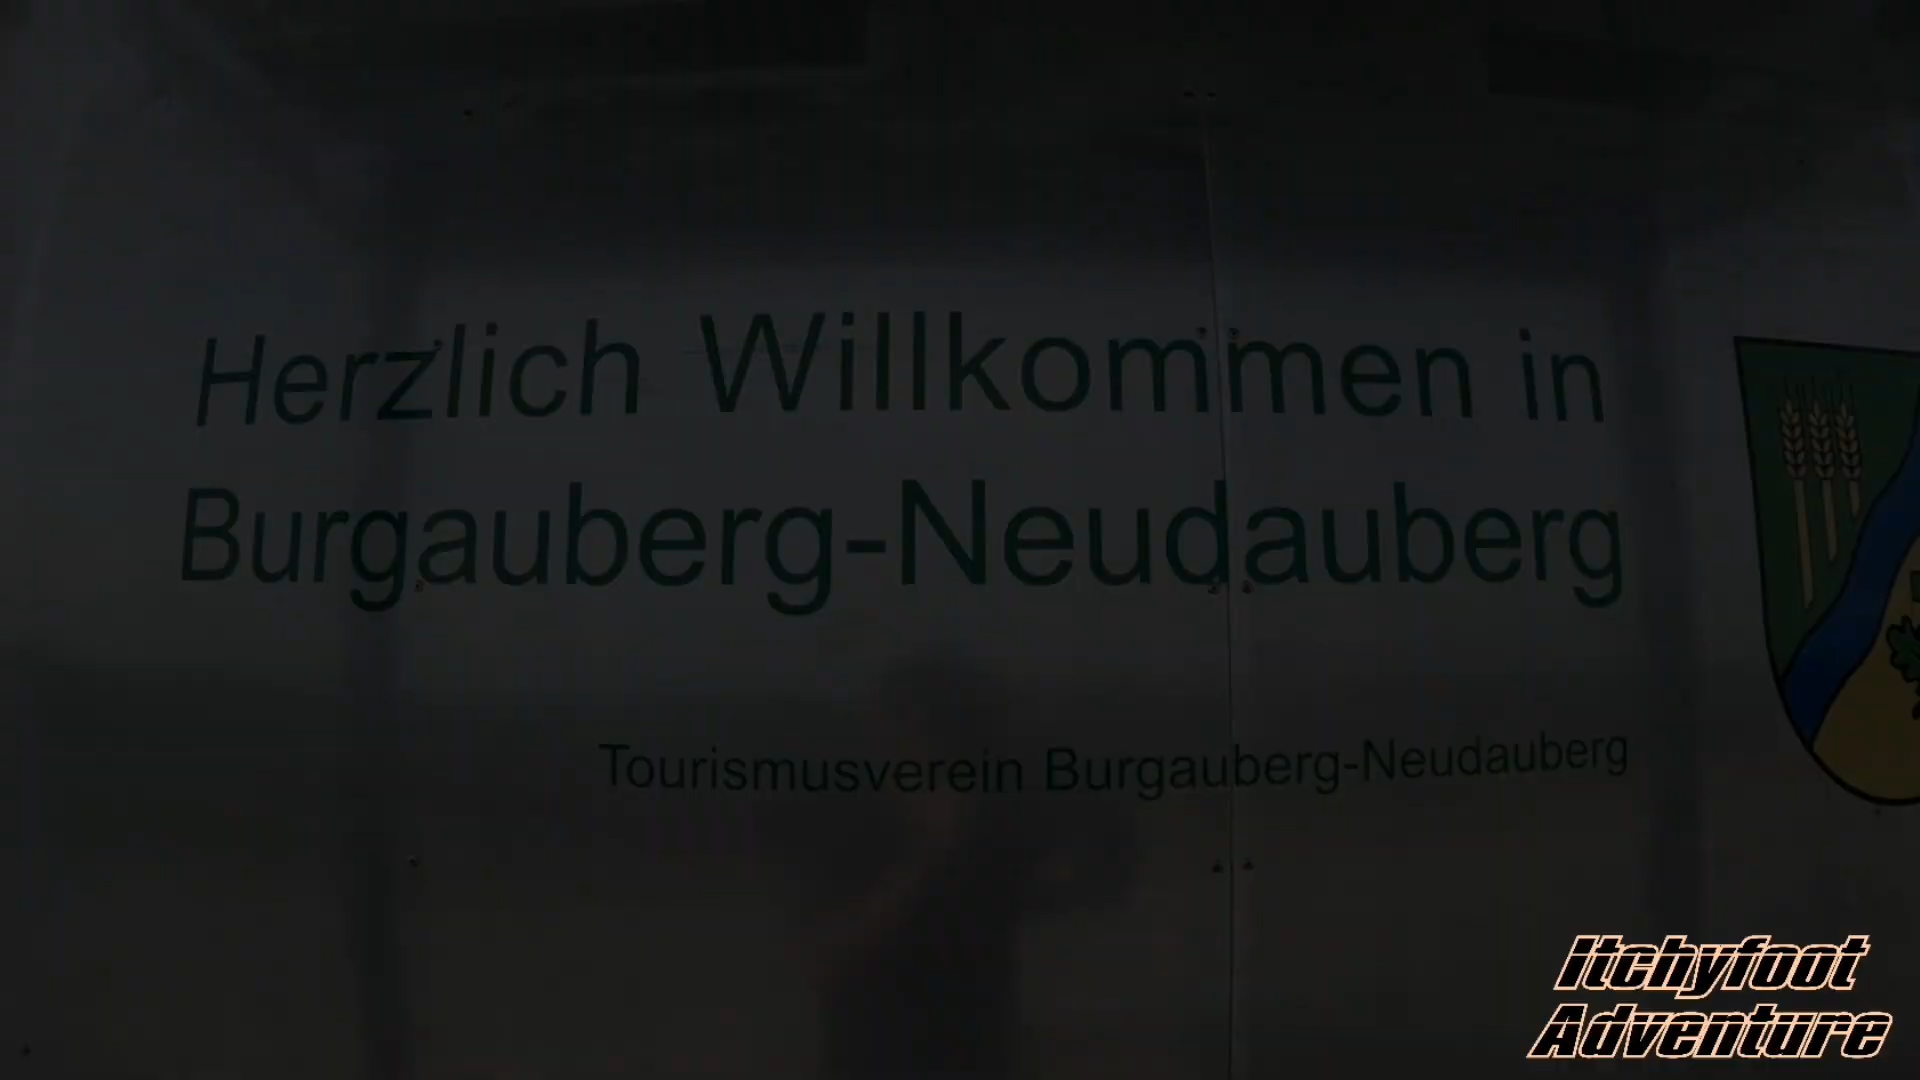 Herzlich Willkommen in
Burgauberg-Neudauberg
Tourismusverein Burgauberg-Neudauberg
Itchyfoot
Adventure